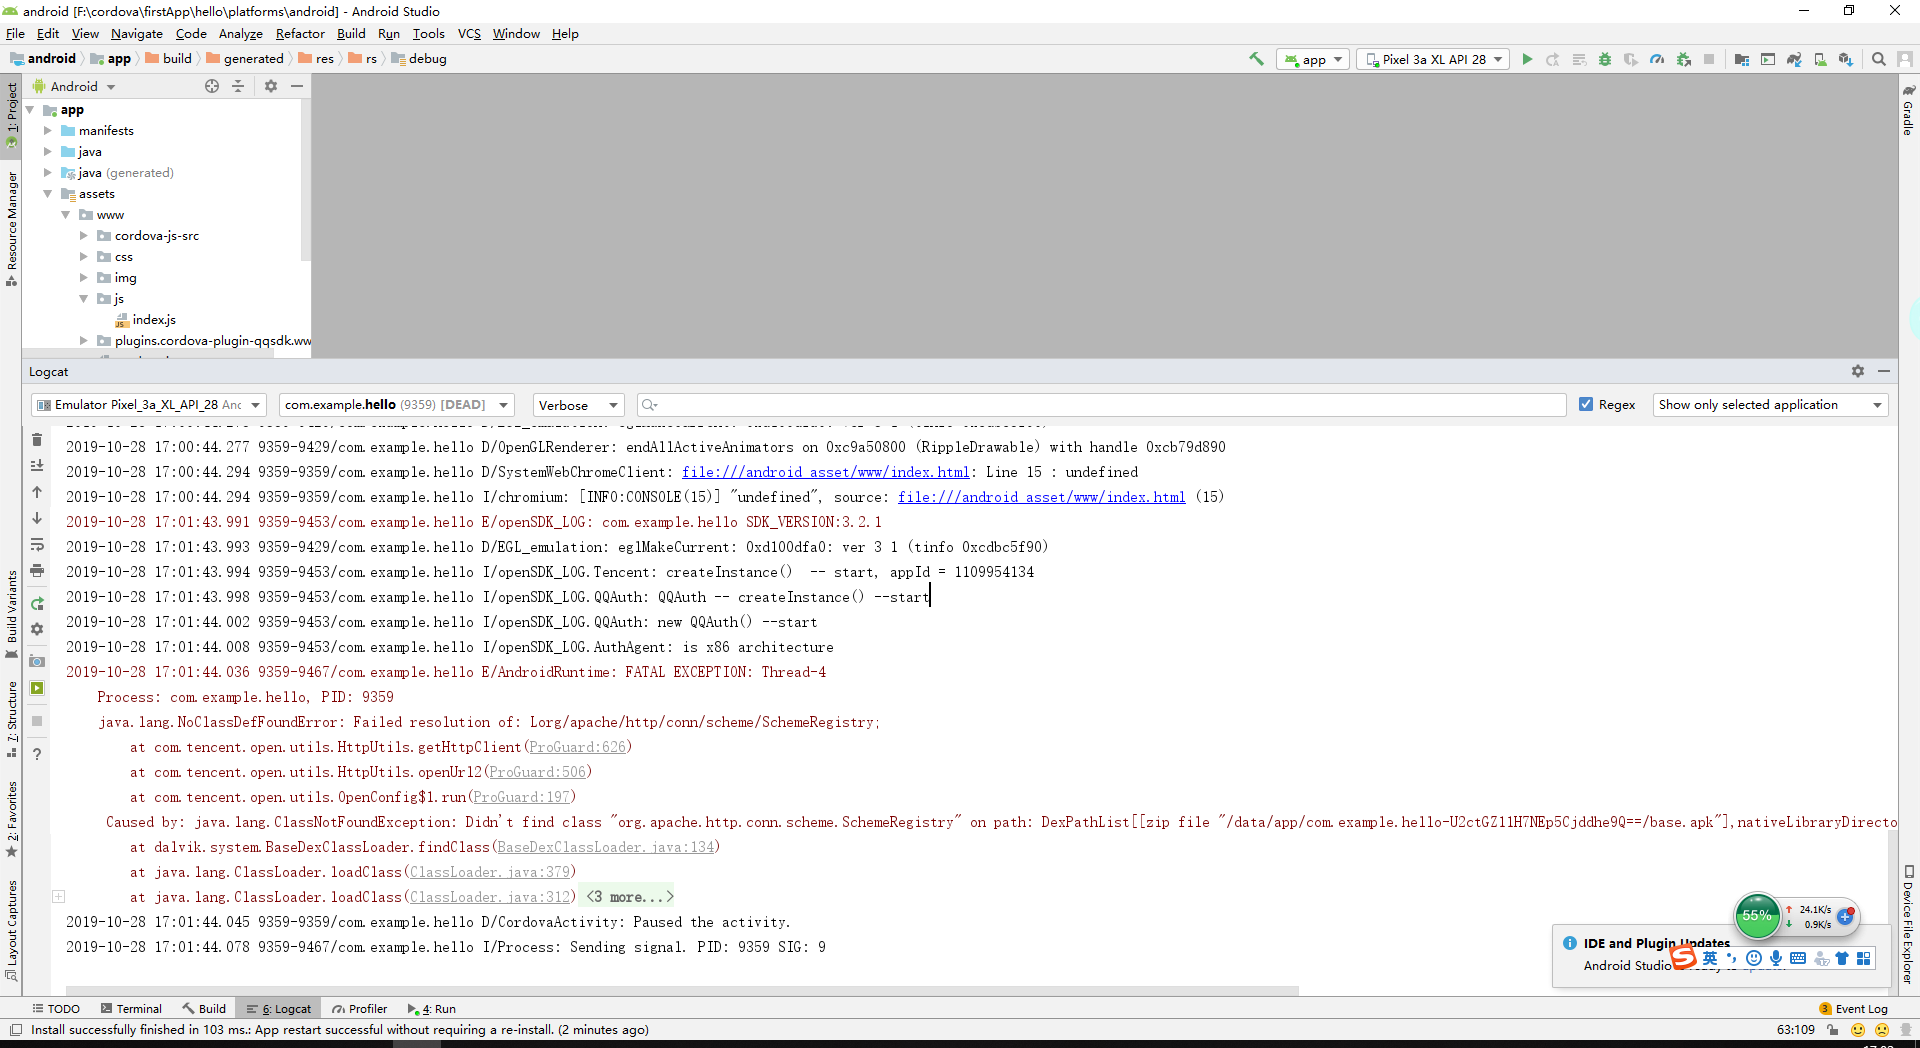 android [F:\cordova\firstApp\hello\platforms\android] - Android Studio
File Edit View Navigate Code Analyze Refactor Build Run Tools VCS Window Help
android app build generated res rs debug
app Pixel 3a XL API 28
Android
app
manifests
java
java (generated)
assets
www
cordova-js-src
css
img
js
index.js
plugins.cordova-plugin-qqsdk.ww
1: Project
Resource Manager
Build Variants
7: Structure
2: Favorites
Layout Captures
Gradle
Device File Explorer
Logcat
Emulator Pixel_3a_XL_API_28 Anc com.example.hello (9359) [DEAD] Verbose Regex Show only selected application
2019-10-28 17:00:44.277 9359-9429/com.example.hello D/OpenGLRenderer: endAllActiveAnimators on 0xc9a50800 (RippleDrawable) with handle 0xcb79d890
2019-10-28 17:00:44.294 9359-9359/com.example.hello D/SystemWebChromeClient: file:///android_asset/www/index.html: Line 15 : undefined
2019-10-28 17:00:44.294 9359-9359/com.example.hello I/chromium: [INFO:CONSOLE(15)] "undefined", source: file:///android_asset/www/index.html (15)
2019-10-28 17:01:43.991 9359-9453/com.example.hello E/openSDK_LOG: com.example.hello SDK_VERSION:3.2.1
2019-10-28 17:01:43.993 9359-9429/com.example.hello D/EGL_emulation: eglMakeCurrent: 0xd100dfa0: ver 3 1 (tinfo 0xcdbc5f90)
2019-10-28 17:01:43.994 9359-9453/com.example.hello I/openSDK_LOG.Tencent: createInstance()  -- start, appId = 1109954134
2019-10-28 17:01:43.998 9359-9453/com.example.hello I/openSDK_LOG.QQAuth: QQAuth -- createInstance() --start
2019-10-28 17:01:44.002 9359-9453/com.example.hello I/openSDK_LOG.QQAuth: new QQAuth() --start
2019-10-28 17:01:44.008 9359-9453/com.example.hello I/openSDK_LOG.AuthAgent: is x86 architecture
2019-10-28 17:01:44.036 9359-9467/com.example.hello E/AndroidRuntime: FATAL EXCEPTION: Thread-4
Process: com.example.hello, PID: 9359
java.lang.NoClassDefFoundError: Failed resolution of: Lorg/apache/http/conn/scheme/SchemeRegistry;
at com.tencent.open.utils.HttpUtils.getHttpClient(ProGuard:626)
at com.tencent.open.utils.HttpUtils.openUrl2(ProGuard:506)
at com.tencent.open.utils.OpenConfig$1.run(ProGuard:197)
Caused by: java.lang.ClassNotFoundException: Didn't find class "org.apache.http.conn.scheme.SchemeRegistry" on path: DexPathList[[zip file "/data/app/com.example.hello-U2ctGZ11H7NEp5Cjddhe9Q==/base.apk"],nativeLibraryDirecto
at dalvik.system.BaseDexClassLoader.findClass(BaseDexClassLoader.java:134)
at java.lang.ClassLoader.loadClass(ClassLoader.java:379)
at java.lang.ClassLoader.loadClass(ClassLoader.java:312) <3 more...>
2019-10-28 17:01:44.045 9359-9359/com.example.hello D/CordovaActivity: Paused the activity.
2019-10-28 17:01:44.078 9359-9467/com.example.hello I/Process: Sending signal. PID: 9359 SIG: 9
55% 24.1K/s
0.9K/s
IDE and Plugin Updates
英
Android Studio
TODO Terminal Build 6: Logcat Profiler 4: Run 3 Event Log
Install successfully finished in 103 ms.: App restart successful without requiring a re-install. (2 minutes ago) 63:109